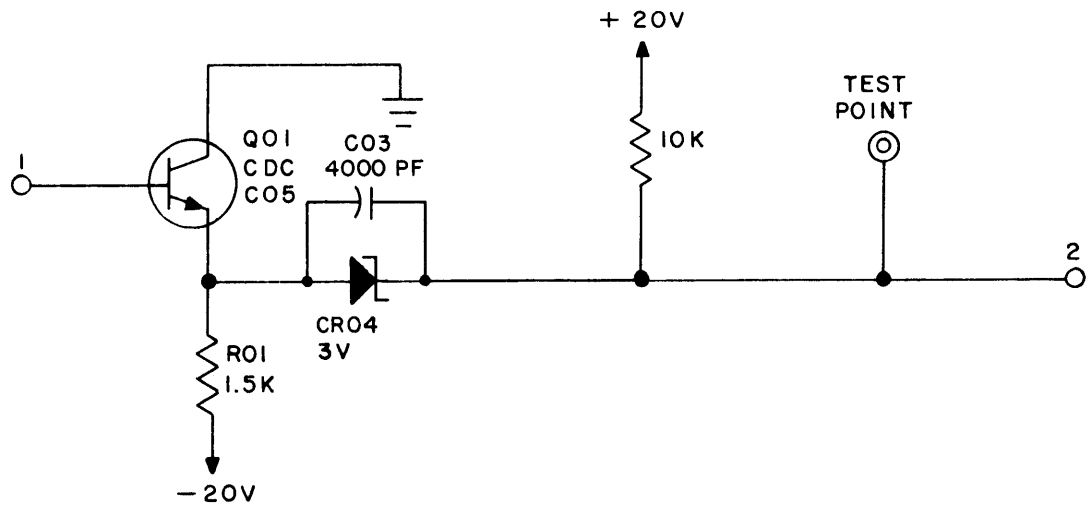 + 20V
TEST
POINT
10K
Q01
CDC
C05
C03
4000 PF
1
2
CR04
3V
R01
1.5K
-20V